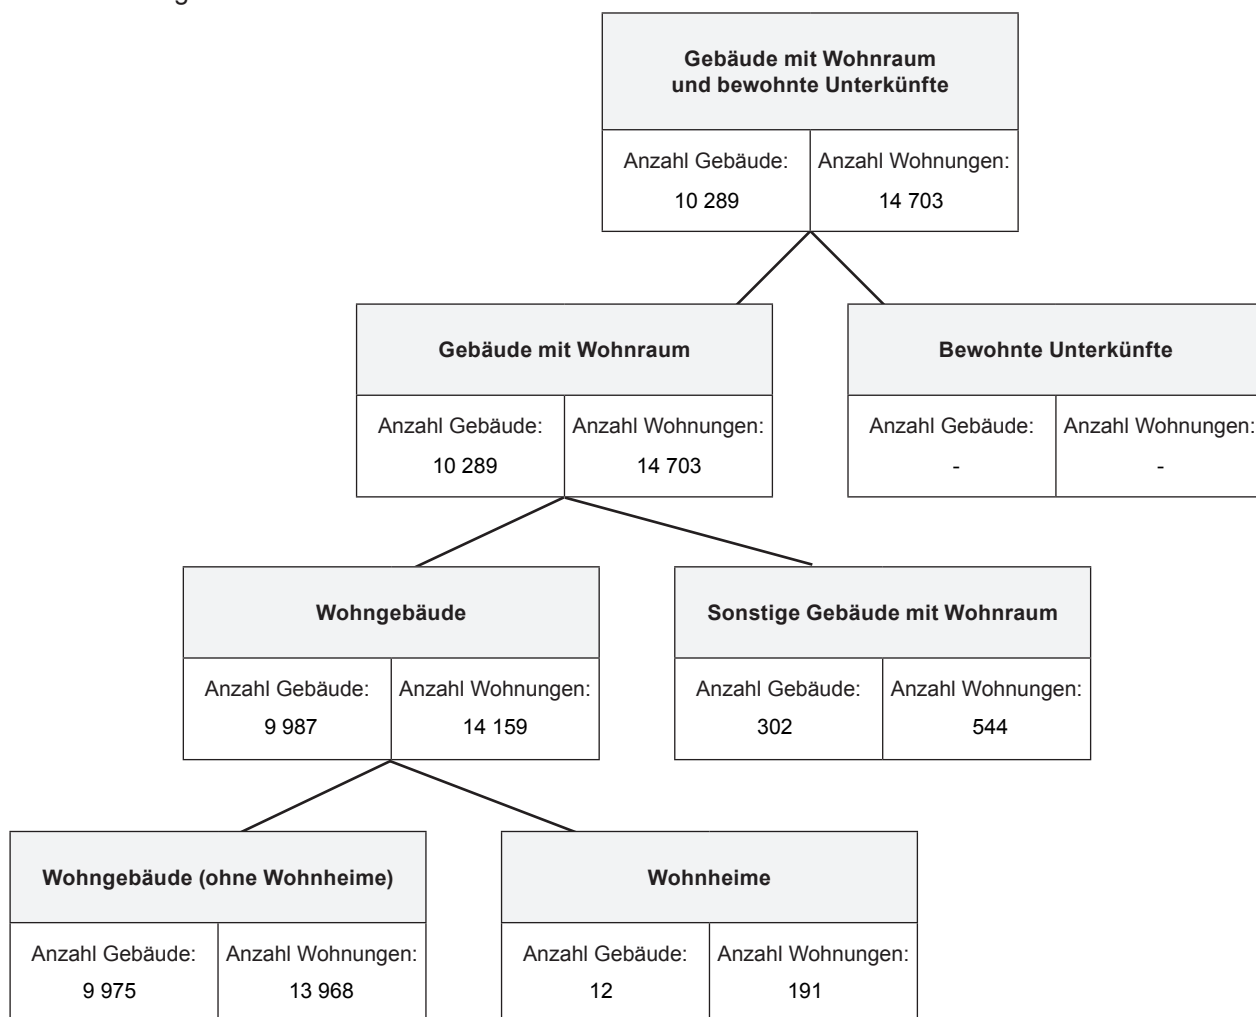 Gebäude mit Wohnraum
und bewohnte Unterkünfte
Anzahl Gebäude: Anzahl Wohnungen:
10 289 14 703
Gebäude mit Wohnraum Bewohnte Unterkünfte
Anzahl Gebäude: Anzahl Wohnungen: Anzahl Gebäude: Anzahl Wohnungen:
10 289 14 703 - -
Wohngebäude Sonstige Gebäude mit Wohnraum
Anzahl Gebäude: Anzahl Wohnungen: Anzahl Gebäude: Anzahl Wohnungen:
9 987 14 159 302 544
Wohngebäude (ohne Wohnheime) Wohnheime
Anzahl Gebäude: Anzahl Wohnungen: Anzahl Gebäude: Anzahl Wohnungen:
9 975 13 968 12 191